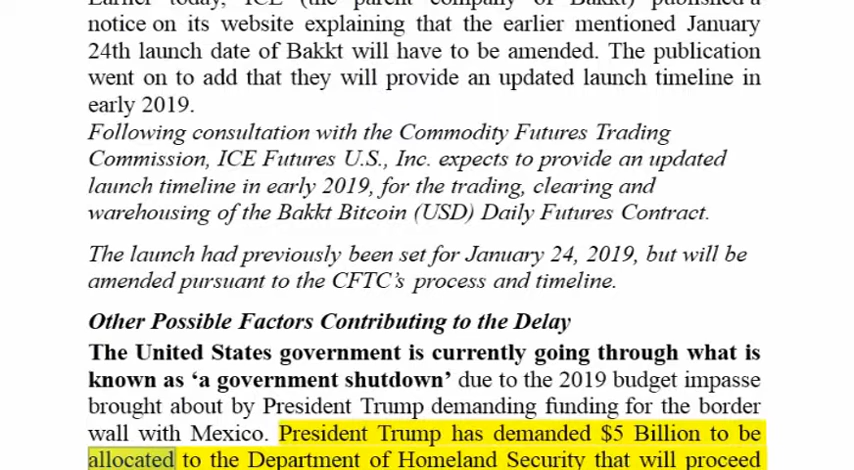 Earlier today, ICE (the parent company of Bakkt) published a
notice on its website explaining that the earlier mentioned January
24th launch date of Bakkt will have to be amended. The publication
went on to add that they will provide an updated launch timeline in
early 2019.
Following consultation with the Commodity Futures Trading
Commission, ICE Futures U.S., Inc. expects to provide an updated
launch timeline in early 2019, for the trading, clearing and
warehousing of the Bakkt Bitcoin (USD) Daily Futures Contract.
The launch had previously been set for January 24, 2019, but will be
amended pursuant to the CFTC’s process and timeline.
Other Possible Factors Contributing to the Delay
The United States government is currently going through what is
known as ‘a government shutdown’ due to the 2019 budget impasse
brought about by President Trump demanding funding for the border
wall with Mexico. President Trump has demanded $5 Billion to be
allocated to the Department of Homeland Security that will proceed